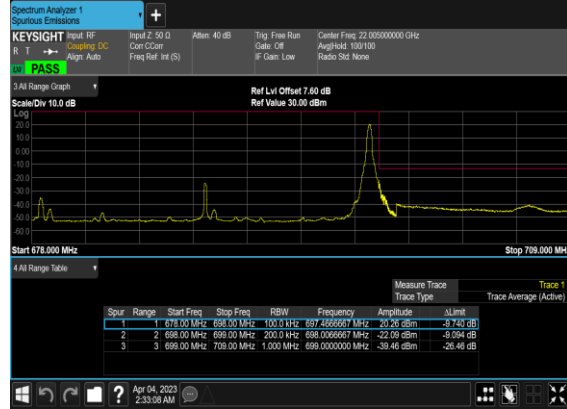 Spectrum Analyzer 1
Spurious Emissions
+
KEYSIGHT Input: RF Input Z: 50 Ω Atten: 40 dB Trig: Free Run Center Freq: 22.005000000 GHz
R T Coupling: DC Corr CCorr Gate: Off Avg|Hold: 100/100
Align: Auto Freq Ref: Int (S) IF Gain: Low Radio Std: None
PASS
3 All Range Graph
Ref Lvl Offset 7.60 dB
Scale/Div 10.0 dB Ref Value 30.00 dBm
Log
20.0
10.0
0.00
-10.0
-20.0
-30.0
-40.0
-50.0
-60.0
Start 678.000 MHz Stop 709.000 MH
4 All Range Table
Measure Trace Trace 1
Trace Type Trace Average (Active)
Spur Range Start Freq Stop Freq RBW Frequency Amplitude ΔLimit
1 1 678.00 MHz 698.00 MHz 100.0 kHz 697.4666667 MHz 20.26 dBm -9.740 dB
2 2 698.00 MHz 699.00 MHz 200.0 kHz 698.0066667 MHz -22.09 dBm -9.094 dB
3 3 699.00 MHz 709.00 MHz 1.000 MHz 699.0000000 MHz -39.46 dBm -26.46 dB
? Apr 04, 2023
2:33:08 AM